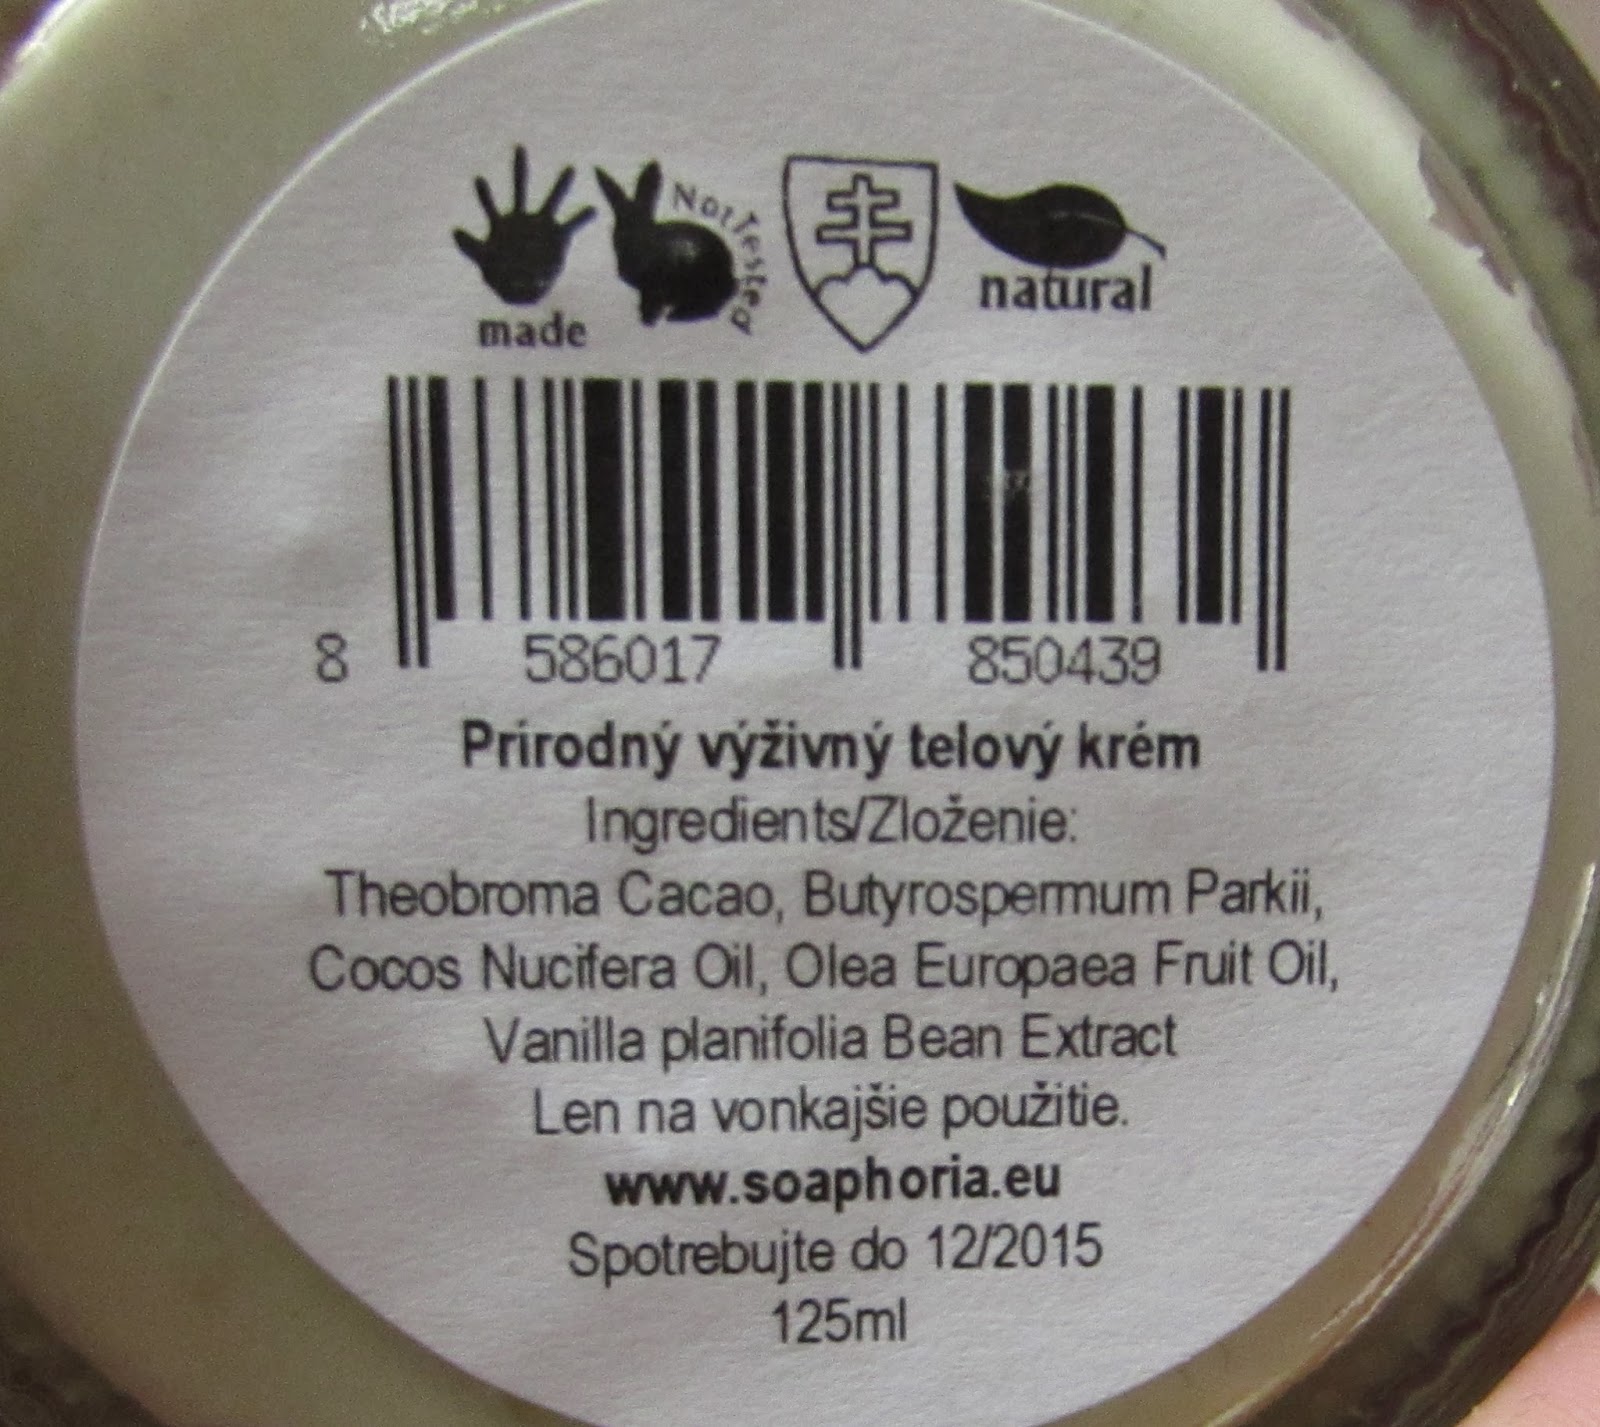 made
Not Tested
natural
8 586017 850439
Prírodný výživný telový krém
Ingredients/Zloženie:
Theobroma Cacao, Butyrospermum Parkii,
Cocos Nucifera Oil, Olea Europaea Fruit Oil,
Vanilla planifolia Bean Extract
Len na vonkajšie použitie.
www.soaphoria.eu
Spotrebujte do 12/2015
125ml